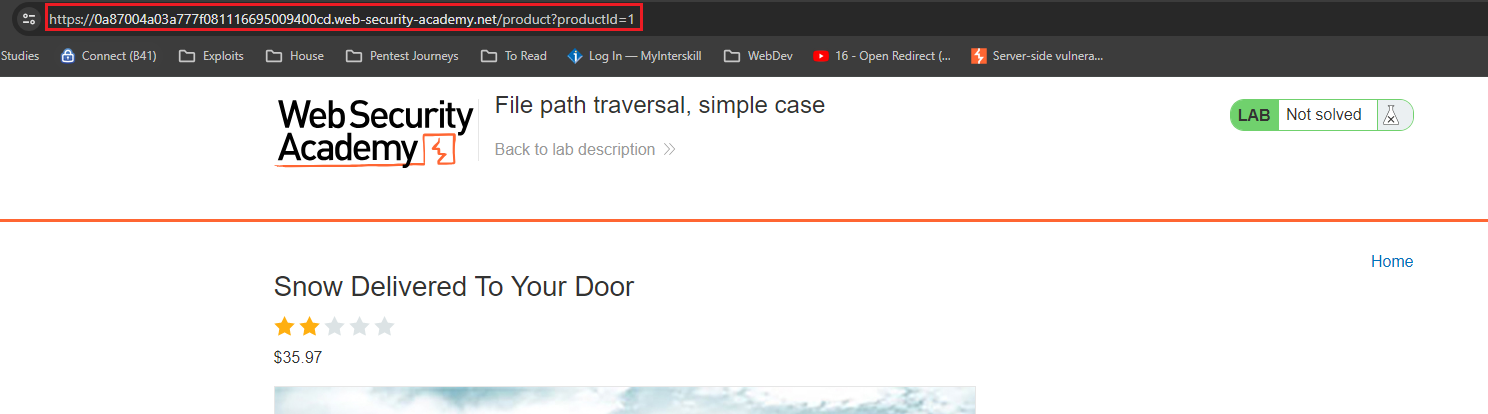 https://0a87004a03a777f081116695009400cd.web-security-academy.net/product?productId=1
Studies Connect (B41) Exploits House Pentest Journeys To Read Log In — MyInterskill WebDev 16 - Open Redirect (... Server-side vulnera...
Web Security
Academy
File path traversal, simple case
Back to lab description
LAB Not solved
Home
Snow Delivered To Your Door
$35.97